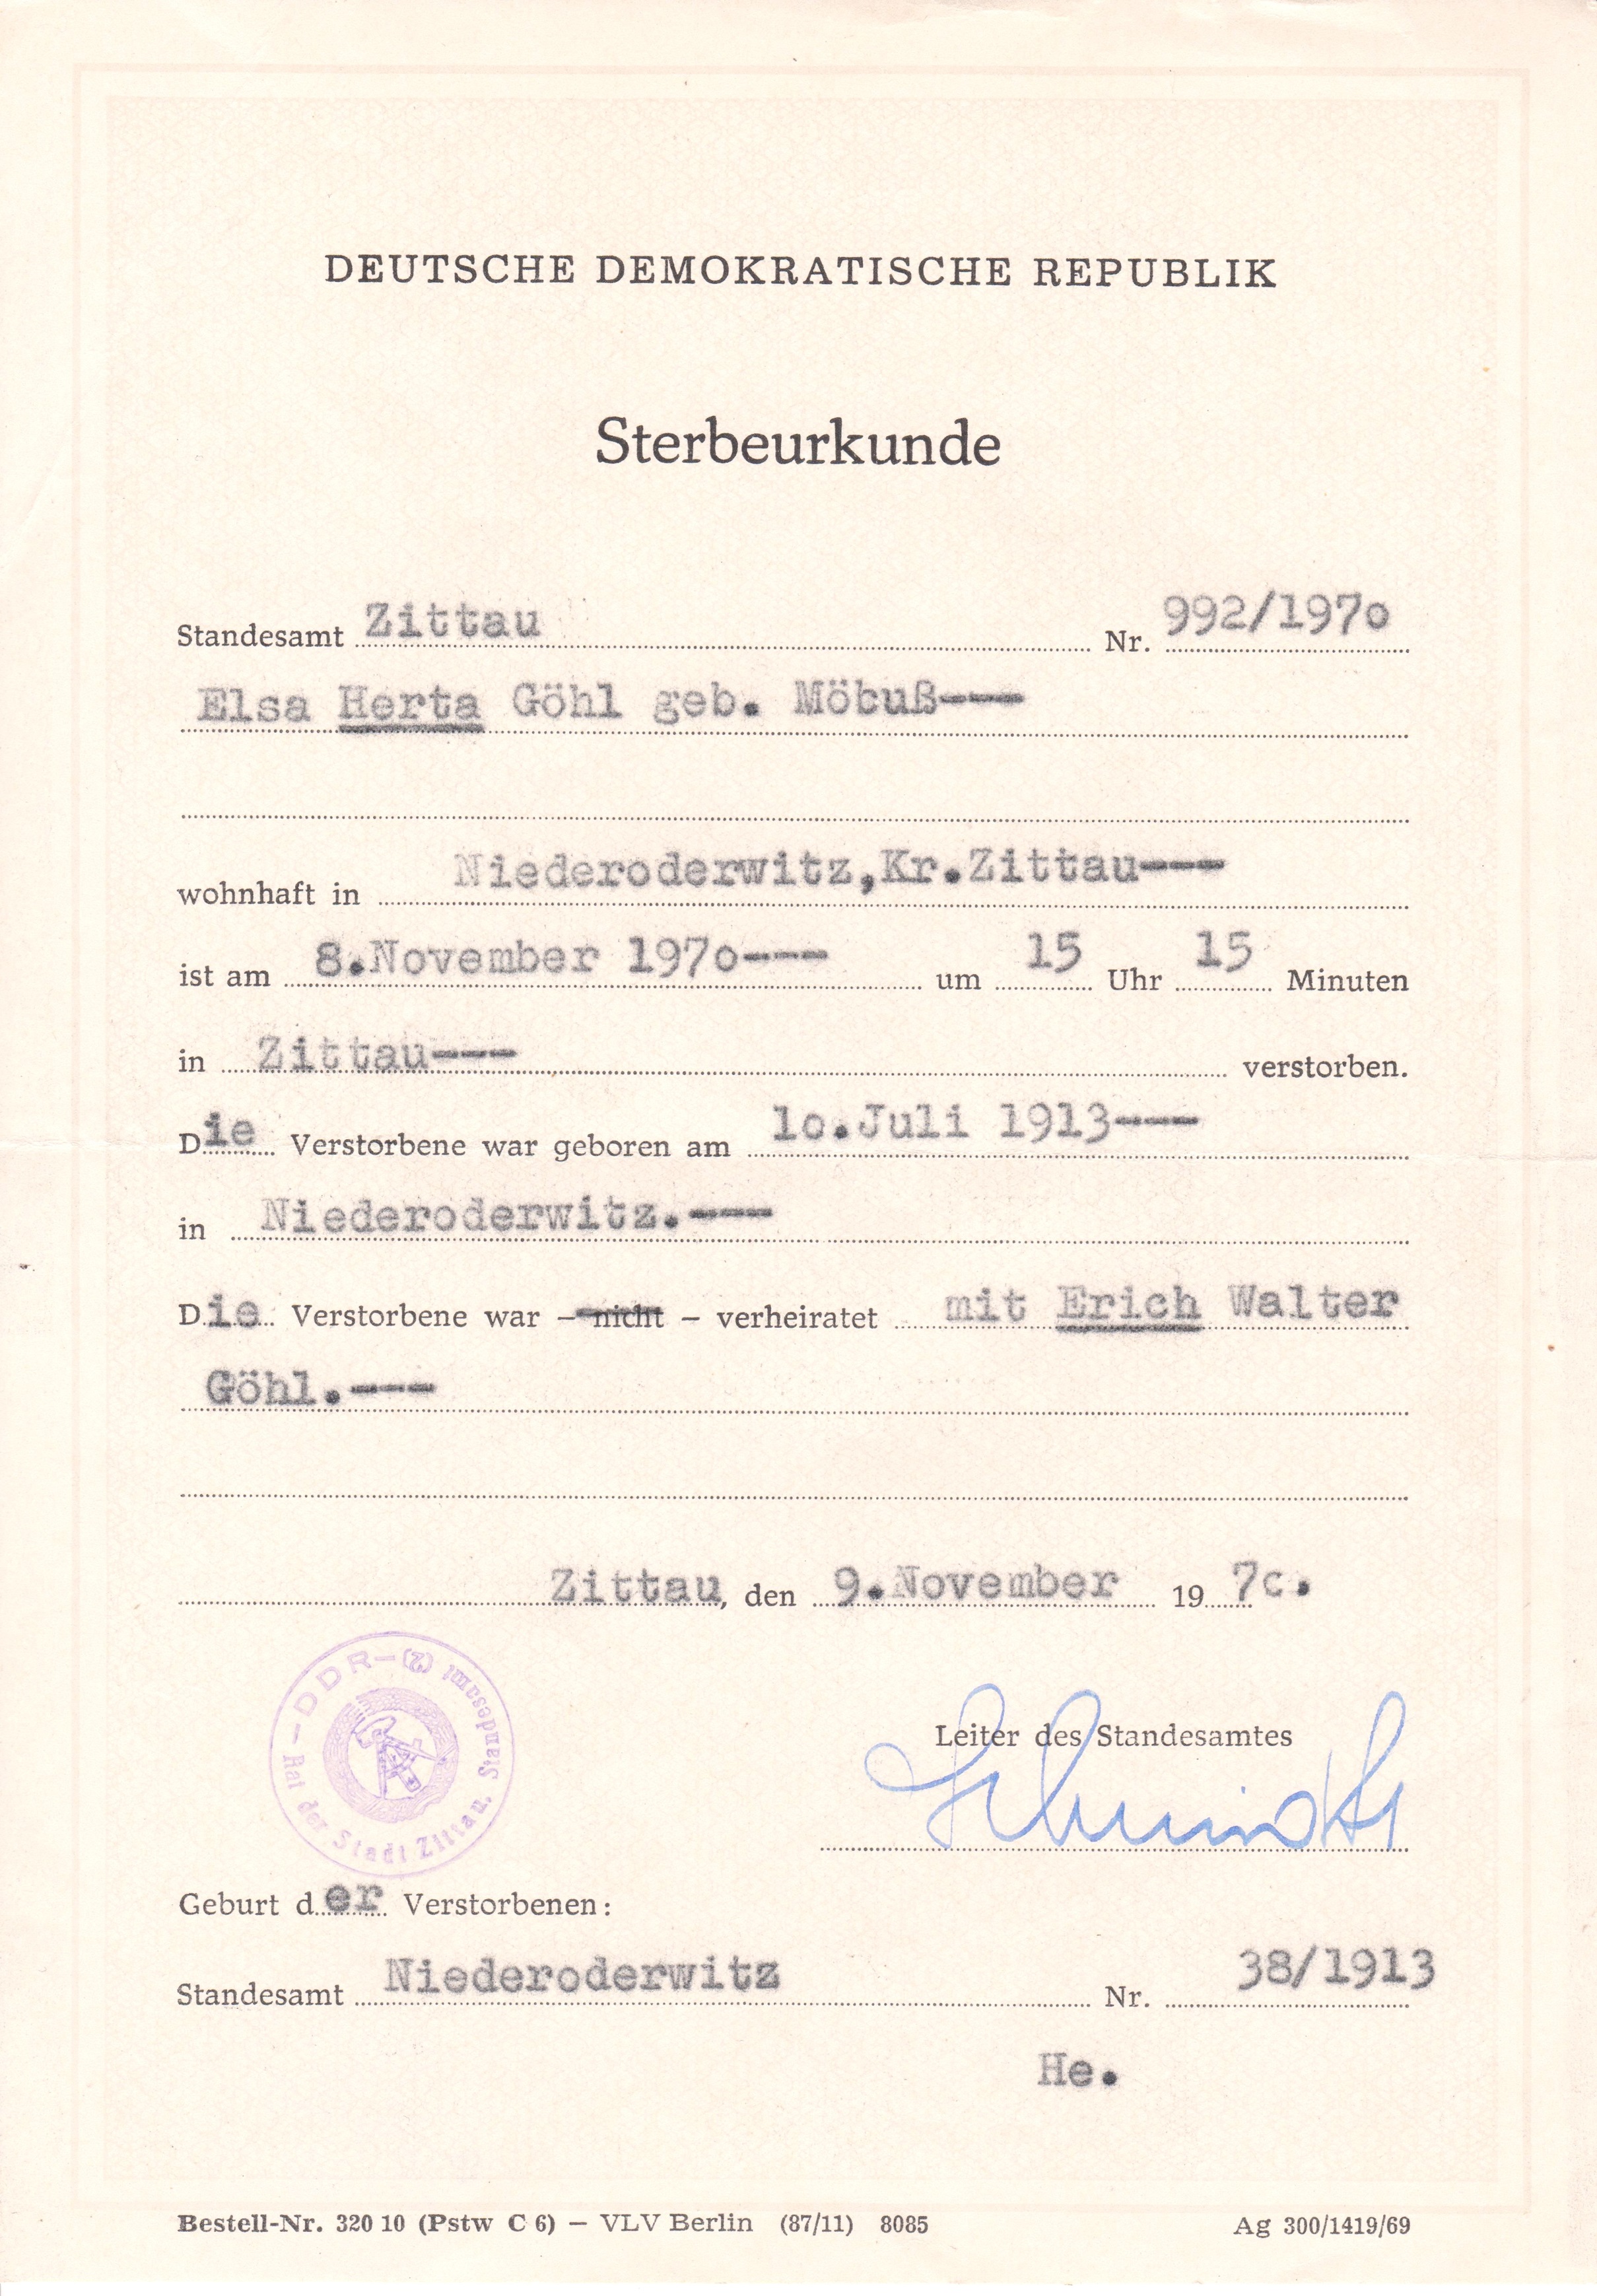 DEUTSCHE DEMOKRATISCHE REPUBLIK
Sterbeurkunde
Standesamt Zittau Nr. 992/197o
Elsa Herta Göhl geb. Möbuß---
wohnhaft in Niederoderwitz,Kr.Zittau---
ist am 8.November 197o--- um 15 Uhr 15 Minuten
in Zittau--- verstorben.
Die Verstorbene war geboren am 1o.Juli 1913---
in Niederoderwitz.---
Die Verstorbene war – nicht – verheiratet mit Erich Walter
Göhl.---
Zittau, den 9.November 19 7o.
– DDR – (2)
Rat der Stadt Zittau, Standesamt
Leiter des Standesamtes
Schmidt
Geburt der Verstorbenen:
Standesamt Niederoderwitz Nr. 38/1913
He.
Bestell-Nr. 320 10 (Pstw C 6) – VLV Berlin (87/11) 8085 Ag 300/1419/69